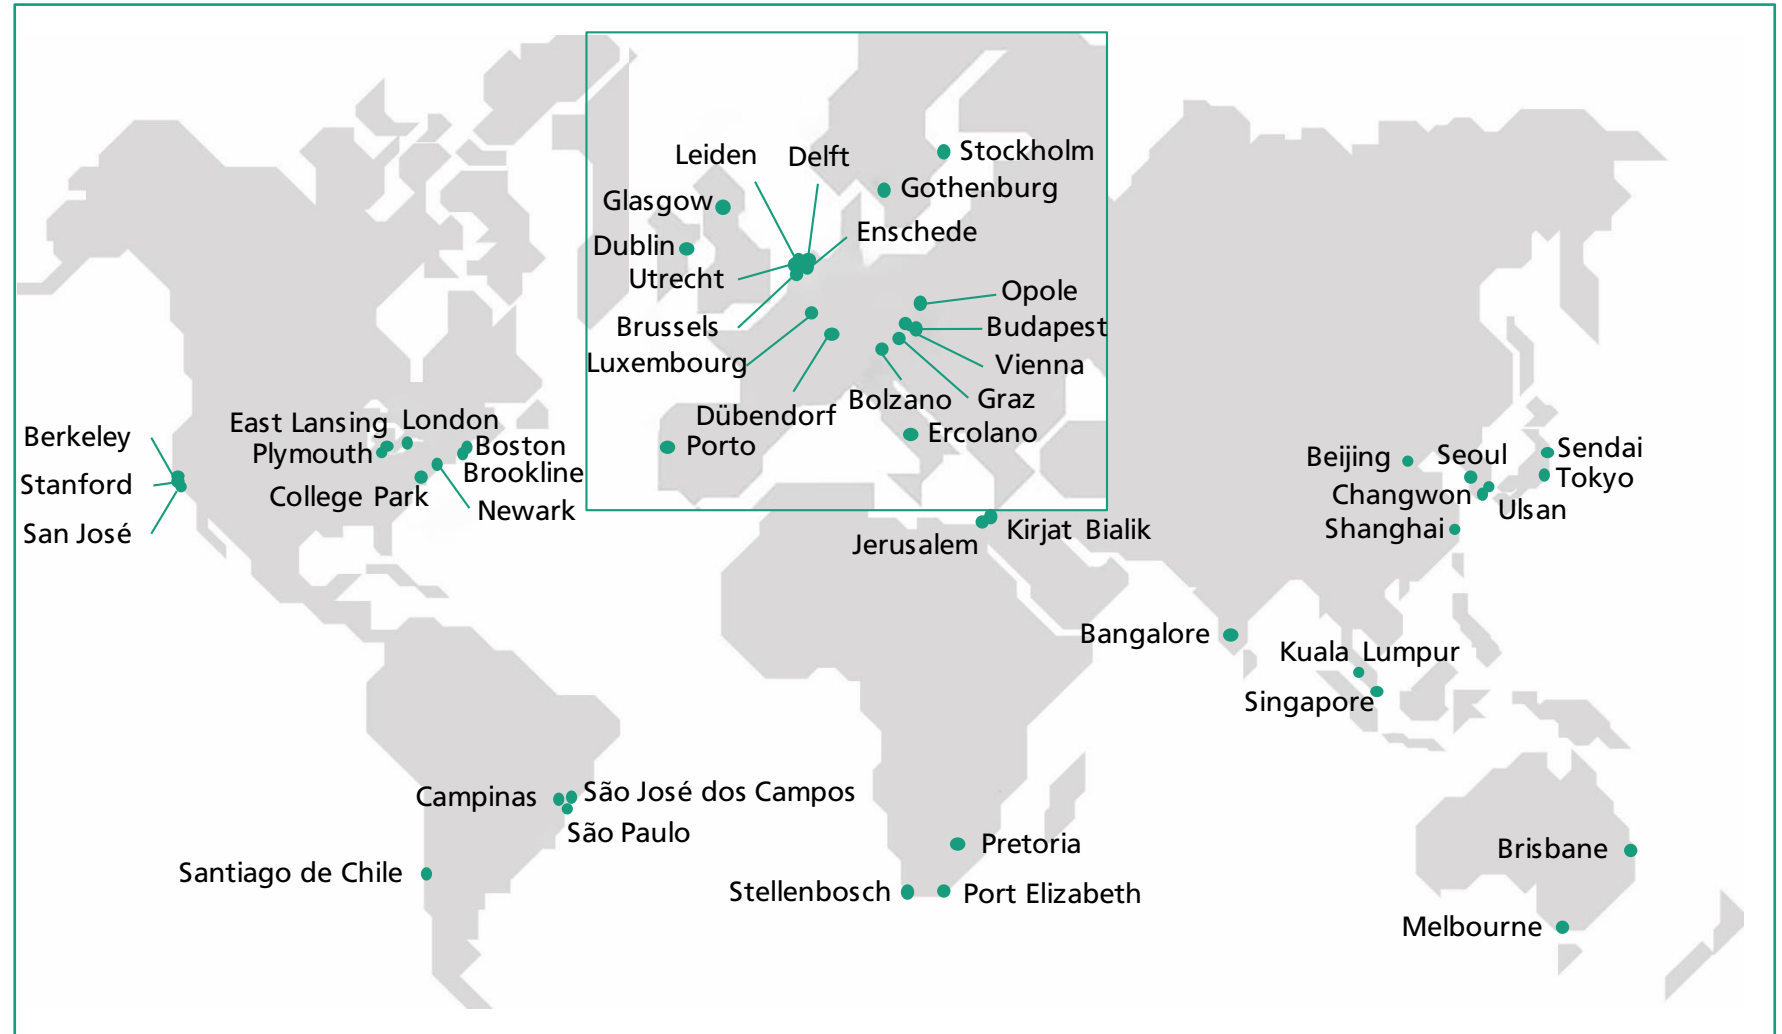 Leiden
Delft
Stockholm
Gothenburg
Glasgow
Enschede
Dublin
Utrecht
Opole
Brussels
Budapest
Luxembourg
Vienna
Bolzano
Graz
Dübendorf
Ercolano
Porto
East Lansing
London
Berkeley
Plymouth
Boston
Brookline
Stanford
College Park
Newark
San José
Beijing
Seoul
Sendai
Tokyo
Changwon
Ulsan
Shanghai
Kirjat Bialik
Jerusalem
Bangalore
Kuala Lumpur
Singapore
Campinas
São José dos Campos
São Paulo
Santiago de Chile
Pretoria
Stellenbosch
Port Elizabeth
Brisbane
Melbourne